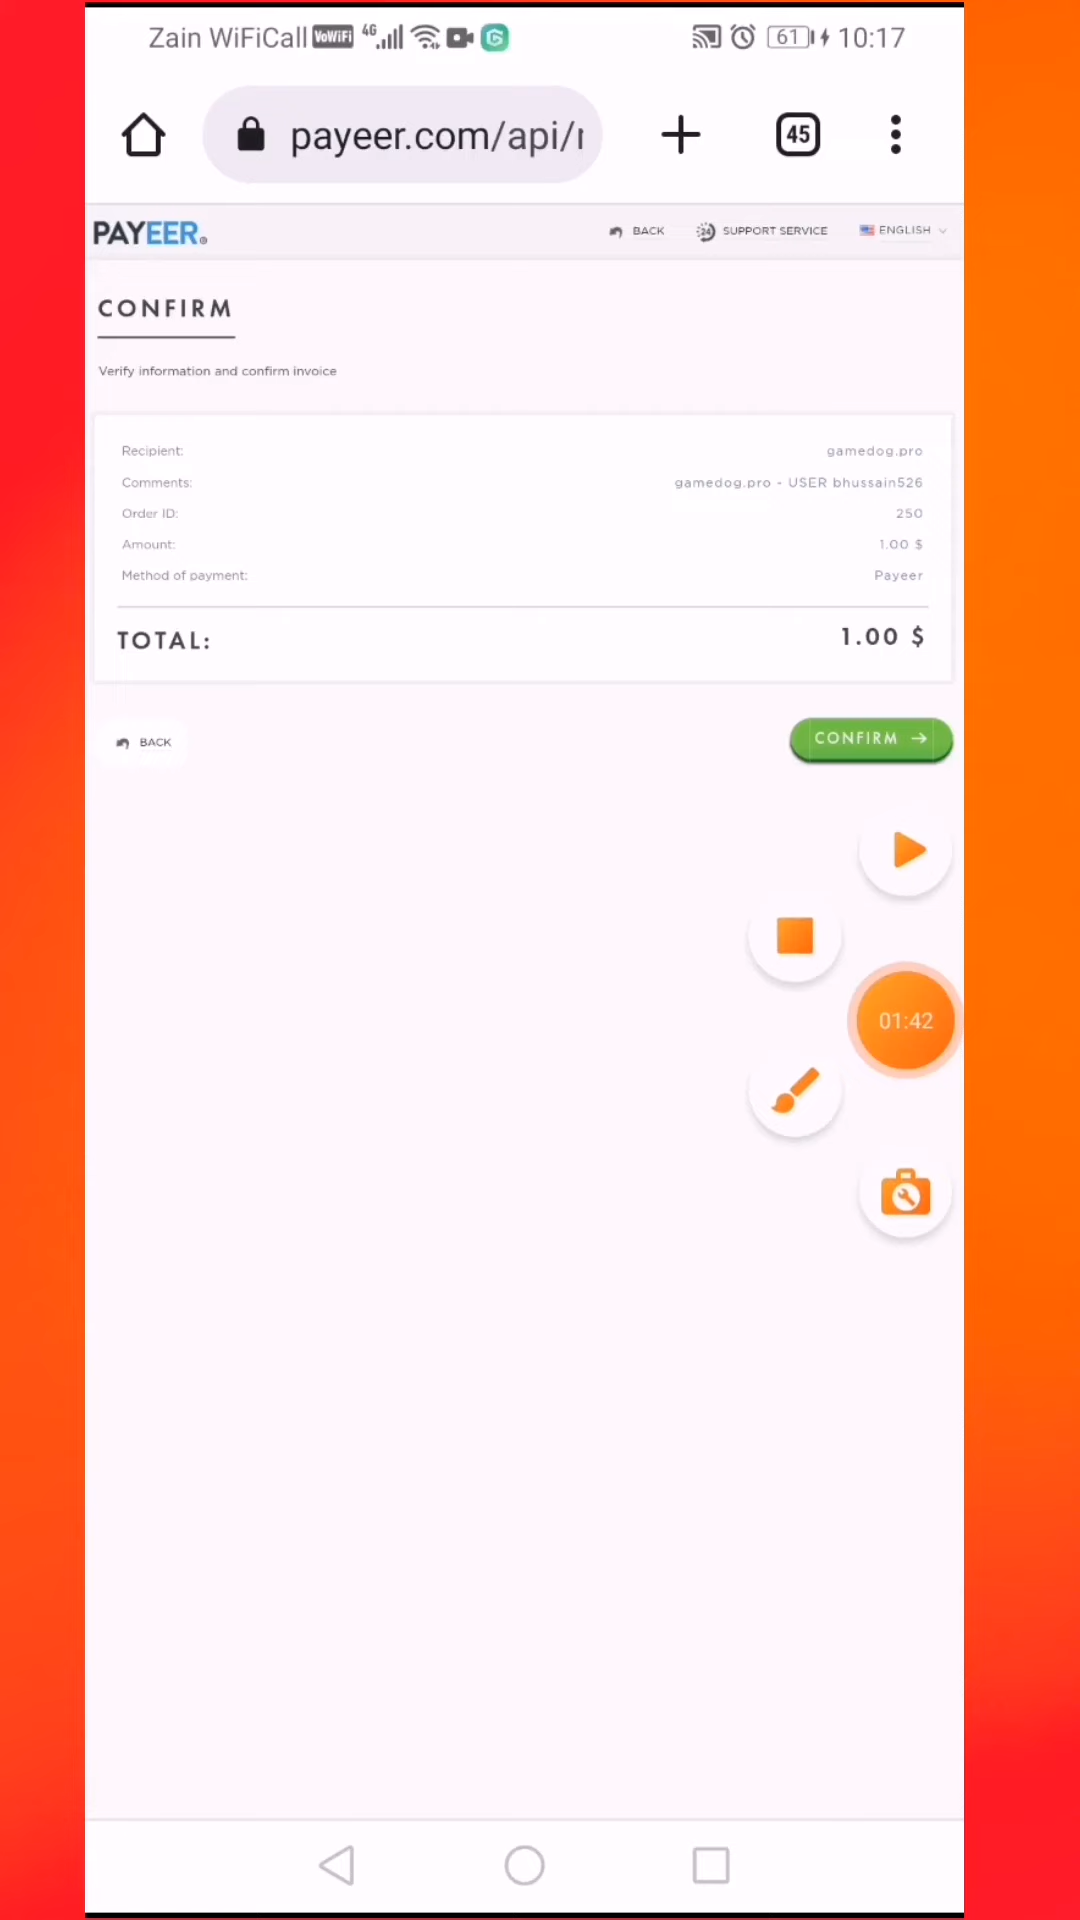 Zain WiFiCall VoWiFi 4G 61 10:17
payeer.com/api/
45
PAYEER
BACK
24 SUPPORT SERVICE
ENGLISH
CONFIRM
Verify information and confirm invoice
Recipient: gamedog.pro
Comments: gamedog.pro - USER bhussain526
Order ID: 250
Amount: 1.00 $
Method of payment: Payeer
TOTAL: 1.00 $
BACK
CONFIRM →
01:42